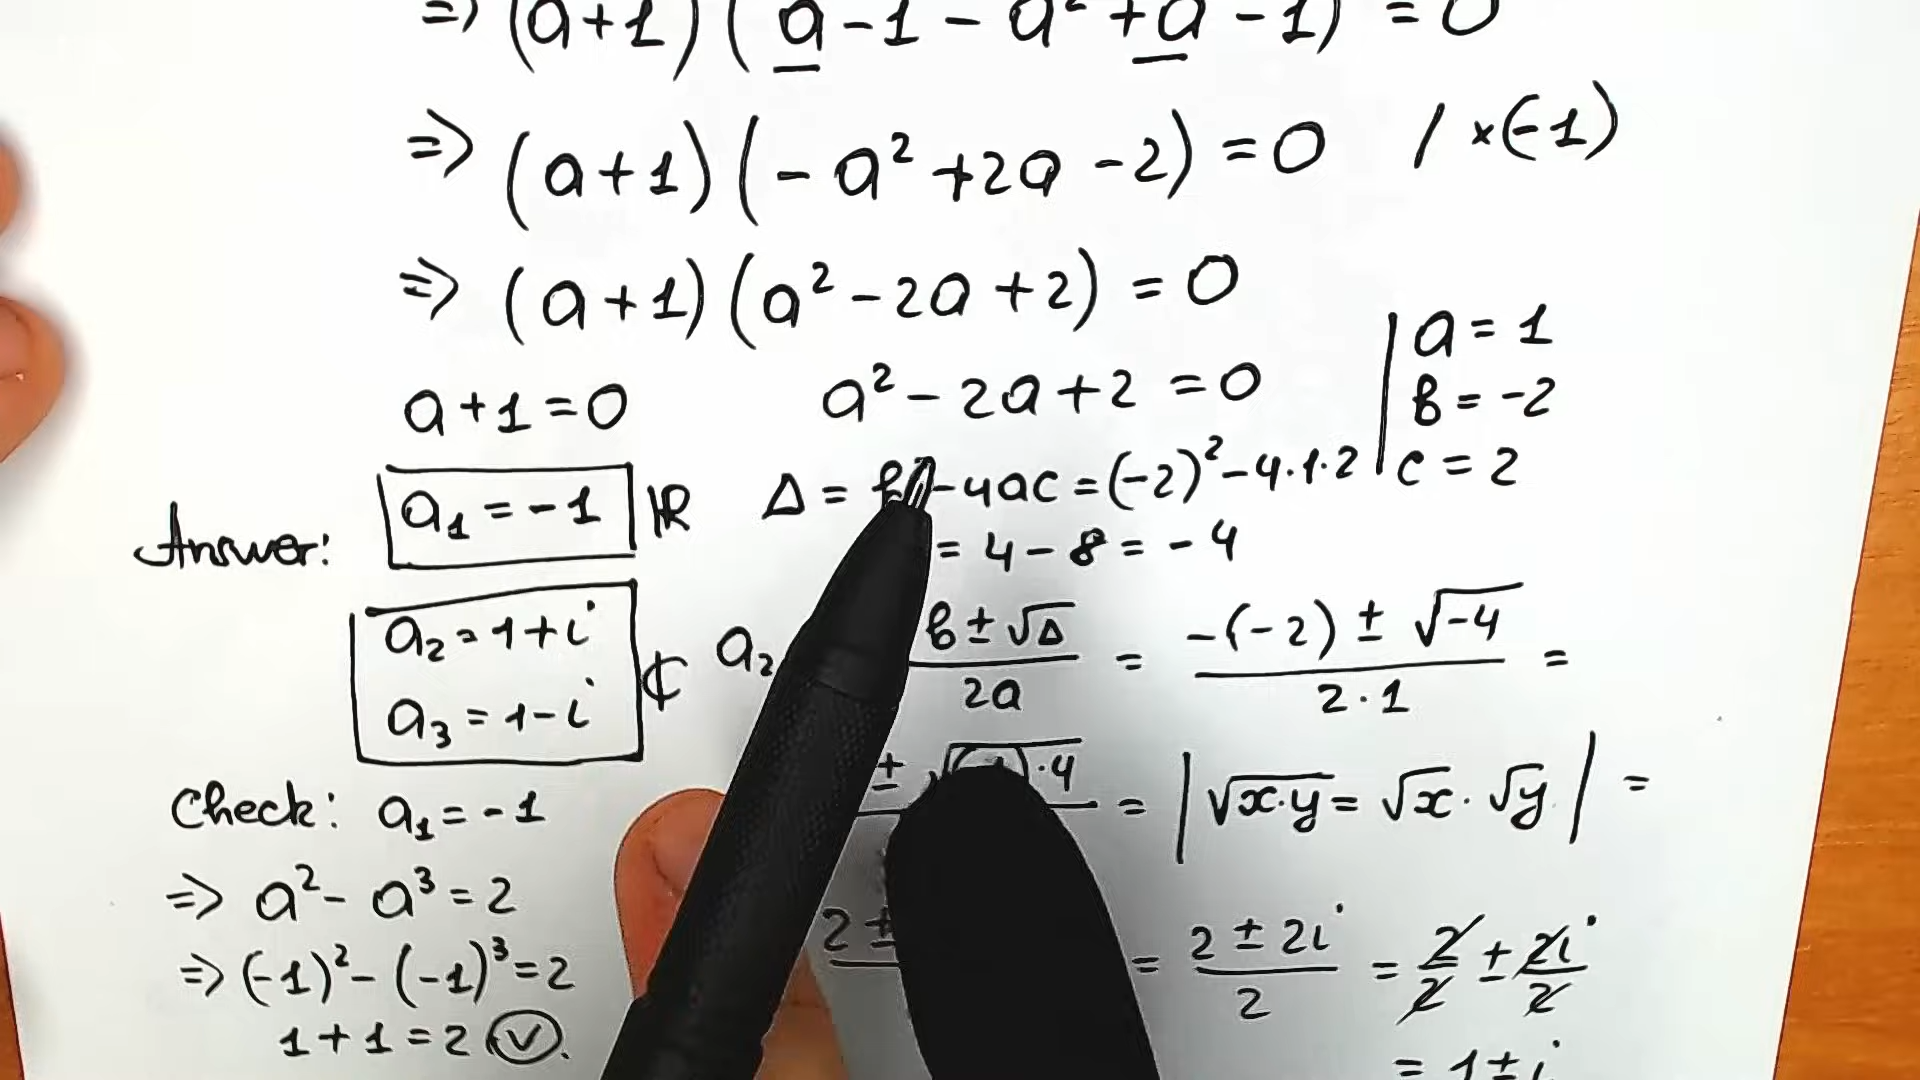 => (a+1)(a-1-a²+a-1) = 0
=> (a+1)(-a²+2a-2) = 0 / ×(-1)
=> (a+1)(a²-2a+2) = 0
a+1=0
a²-2a+2=0
a=1
b=-2
c=2
Answer: a₁=-1 ℝ
Δ = b -4ac=(-2)²-4·1·2
= 4-8=-4
a₂=1+i
a₃=1-i
ℂ
a₂ b±√Δ/2a = -(-2)±√-4/2·1 =
± √( )·4 = |√x·y=√x·√y| =
2± = 2±2i/2 = 2/2±2i/2
= 1±i
Check: a₁=-1
=> a²-a³=2
=> (-1)²-(-1)³=2
1+1=2 V.